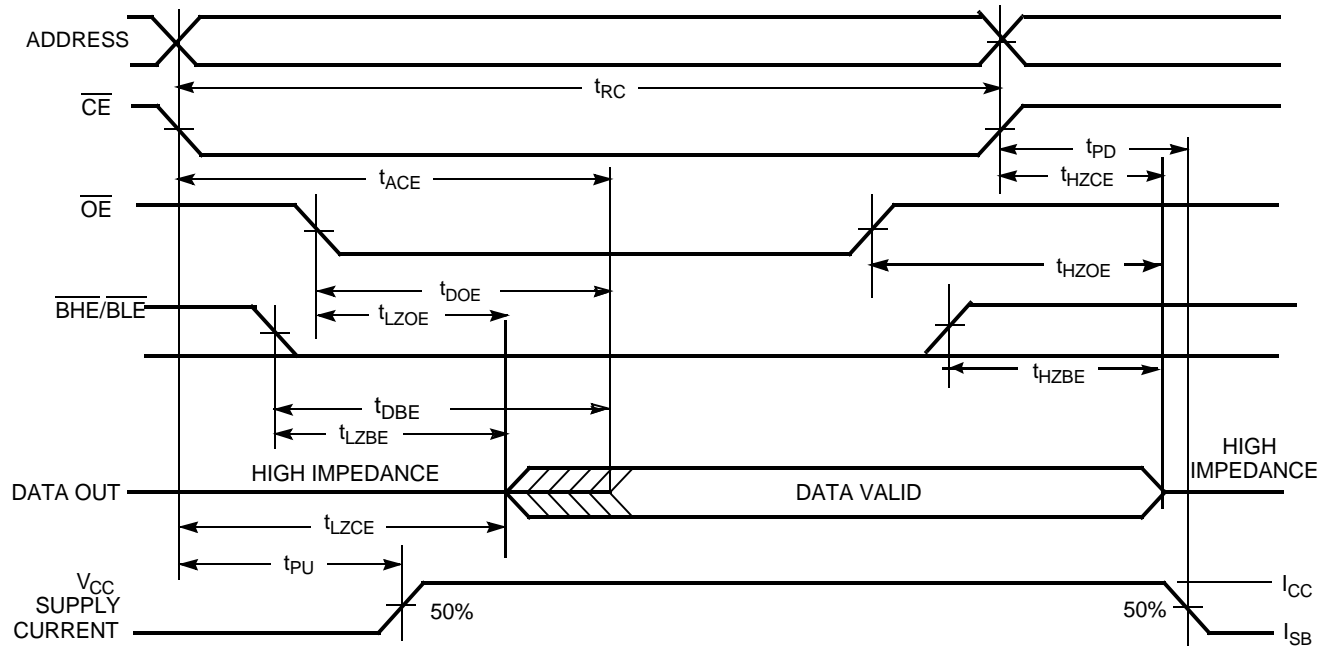 ADDRESS
tRC
CE
tPD
tACE
tHZCE
OE
tHZOE
tDOE
BHE/BLE
tLZOE
tHZBE
tDBE
tLZBE
HIGH IMPEDANCE
HIGH
IMPEDANCE
DATA OUT
DATA VALID
tLZCE
tPU
VCC
SUPPLY
CURRENT
50%
50%
ICC
ISB